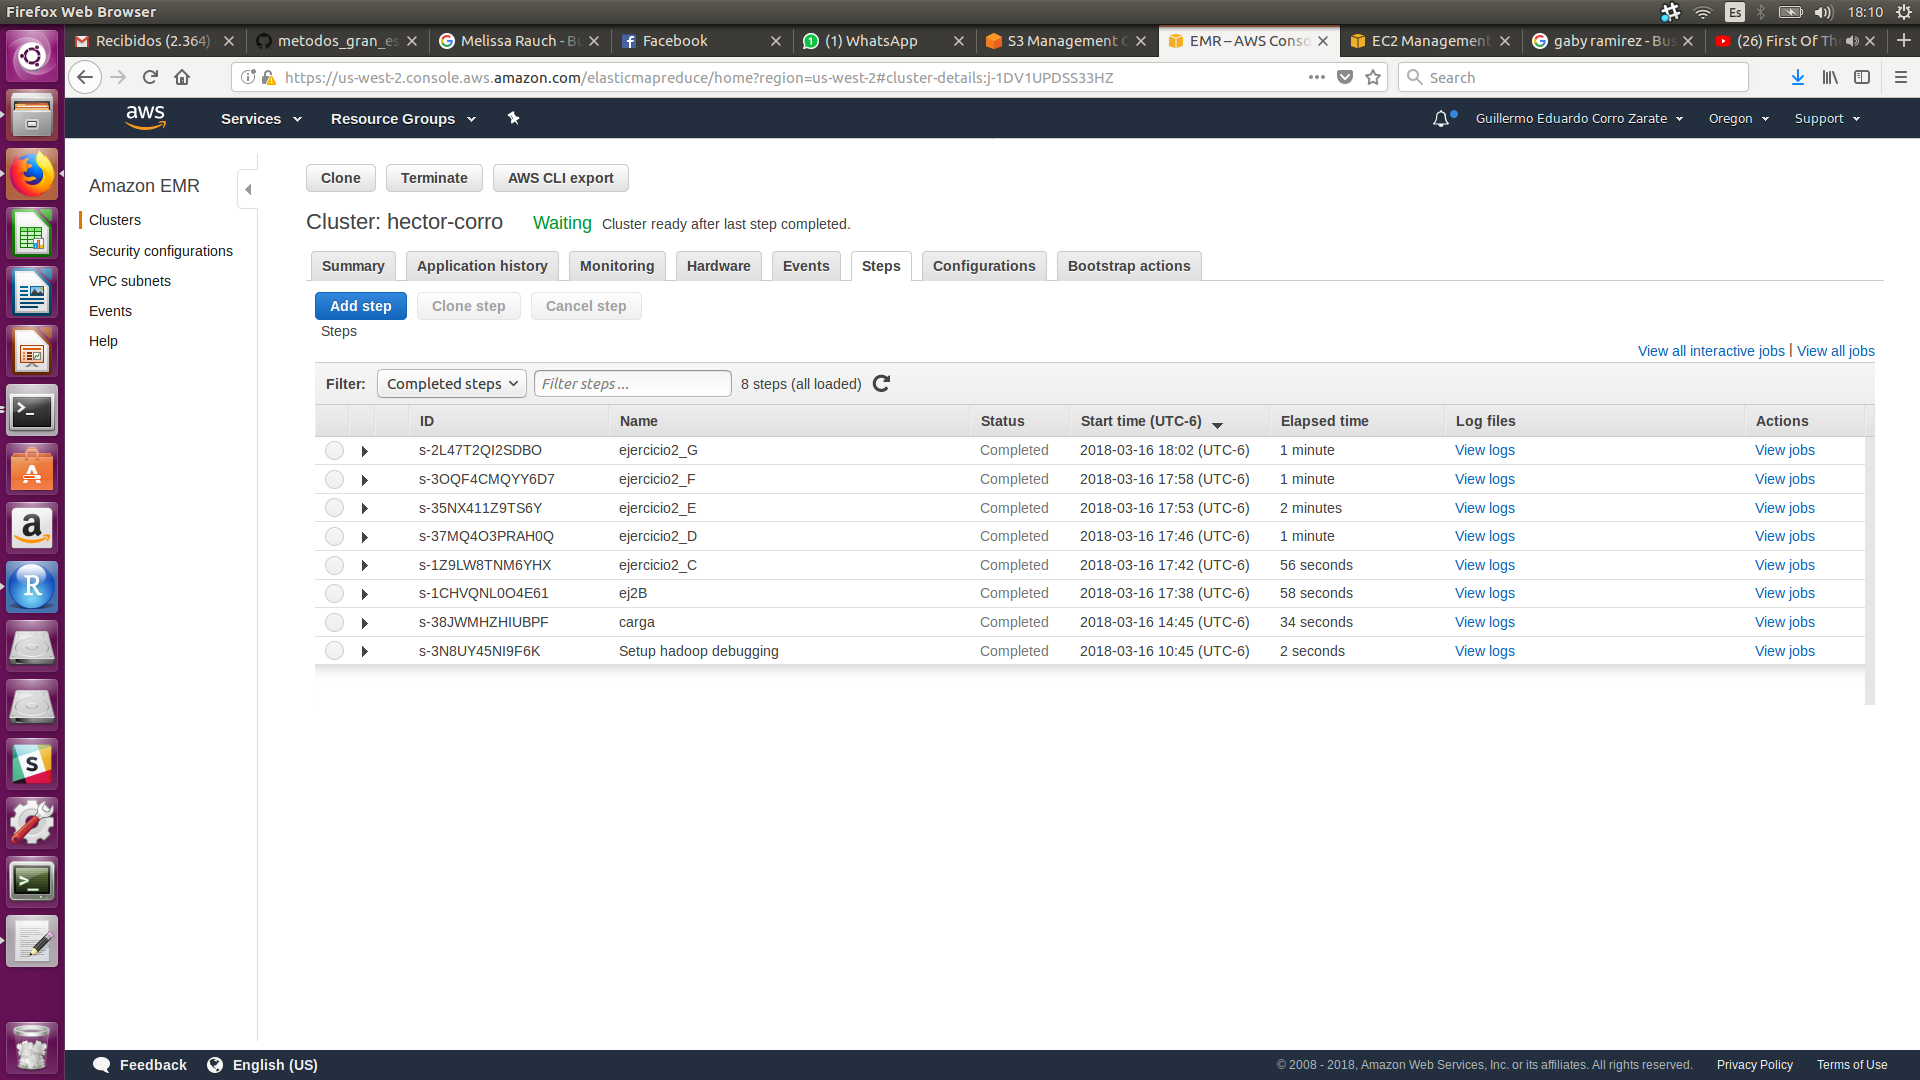 Firefox Web Browser
Es
18:10
Recibidos (2.364)
metodos_gran_es
Melissa Rauch - Bu
Facebook
(1) WhatsApp
S3 Management C
EMR – AWS Conso
EC2 Management
gaby ramirez - Bus
(26) First Of The
https://us-west-2.console.aws.amazon.com/elasticmapreduce/home?region=us-west-2#cluster-details:j-1DV1UPDSS33HZ
Search
aws
Services
Resource Groups
Guillermo Eduardo Corro Zarate
Oregon
Support
Amazon EMR
Clusters
Security configurations
VPC subnets
Events
Help
Clone
Terminate
AWS CLI export
Cluster: hector-corro
Waiting Cluster ready after last step completed.
Summary
Application history
Monitoring
Hardware
Events
Steps
Configurations
Bootstrap actions
Add step
Clone step
Cancel step
Steps
View all interactive jobs | View all jobs
Filter: Completed steps Filter steps ... 8 steps (all loaded)
ID Name Status Start time (UTC-6) Elapsed time Log files Actions
s-2L47T2QI2SDBO ejercicio2_G Completed 2018-03-16 18:02 (UTC-6) 1 minute View logs View jobs
s-3OQF4CMQYY6D7 ejercicio2_F Completed 2018-03-16 17:58 (UTC-6) 1 minute View logs View jobs
s-35NX411Z9TS6Y ejercicio2_E Completed 2018-03-16 17:53 (UTC-6) 2 minutes View logs View jobs
s-37MQ4O3PRAH0Q ejercicio2_D Completed 2018-03-16 17:46 (UTC-6) 1 minute View logs View jobs
s-1Z9LW8TNM6YHX ejercicio2_C Completed 2018-03-16 17:42 (UTC-6) 56 seconds View logs View jobs
s-1CHVQNL0O4E61 ej2B Completed 2018-03-16 17:38 (UTC-6) 58 seconds View logs View jobs
s-38JWMHZHIUBPF carga Completed 2018-03-16 14:45 (UTC-6) 34 seconds View logs View jobs
s-3N8UY45NI9F6K Setup hadoop debugging Completed 2018-03-16 10:45 (UTC-6) 2 seconds View logs View jobs
Feedback
English (US)
© 2008 - 2018, Amazon Web Services, Inc. or its affiliates. All rights reserved.
Privacy Policy
Terms of Use